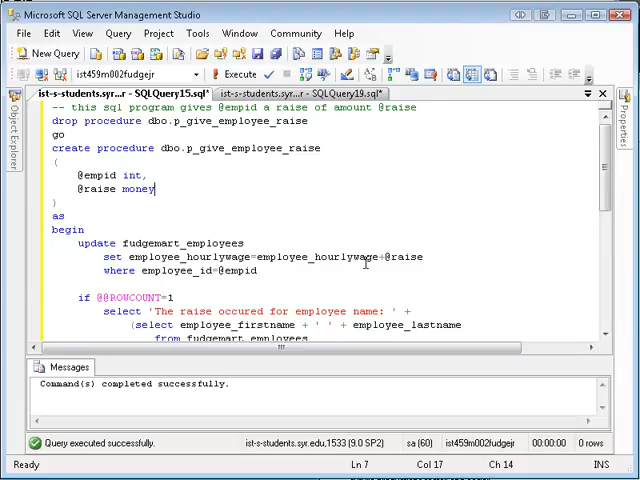 Microsoft SQL Server Management Studio
File Edit View Query Project Tools Window Community Help
New Query
ist459m002fudgejr Execute
ist-s-students.syr...r - SQLQuery15.sql* ist-s-students.syr...r - SQLQuery19.sql*
Object Explorer
Properties
-- this sql program gives @empid a raise of amount @raise
drop procedure dbo.p_give_employee_raise
go
create procedure dbo.p_give_employee_raise
(
@empid int,
@raise money
)
as
begin
update fudgemart_employees
set employee_hourlywage=employee_hourlywage+@raise
where employee_id=@empid
if @@ROWCOUNT=1
select 'The raise occured for employee name: ' +
(select employee_firstname + ' ' + employee_lastname
from fudgemart_employees
Messages
Command(s) completed successfully.
Query executed successfully. ist-s-students.syr.edu,1533 (9.0 SP2) sa (60) ist459m002fudgejr 00:00:00 0 rows
Ready Ln 7 Col 17 Ch 14 INS